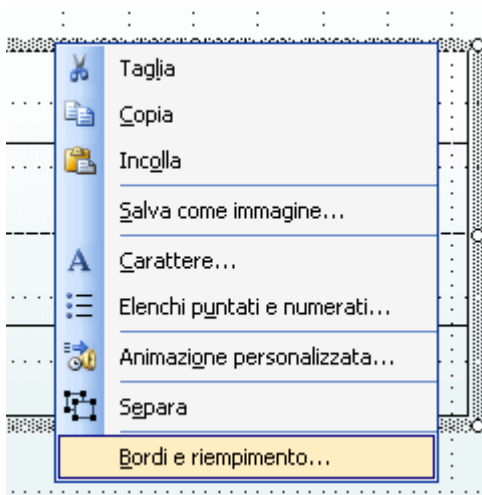 Taglia
Copia
Incolla
Salva come immagine...
Carattere...
Elenchi puntati e numerati...
Animazione personalizzata...
Separa
Bordi e riempimento...